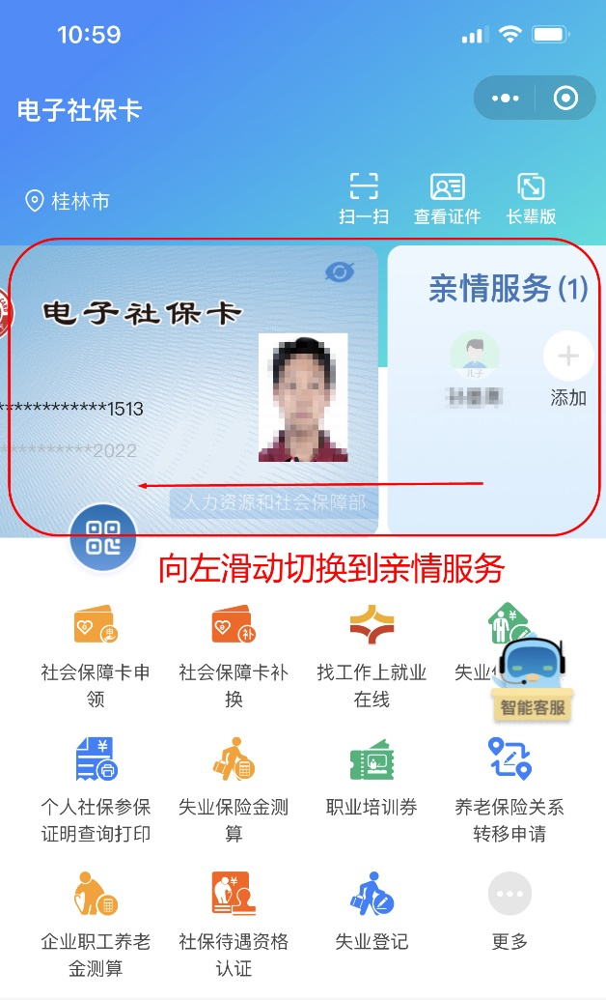 10:59
电子社保卡
桂林市
扫一扫
查看证件
长辈版
电子社保卡
亲情服务(1)
儿子
添加
************1513
**********2022
人力资源和社会保障部
向左滑动切换到亲情服务
社会保障卡申
领
社会保障卡补
换
找工作上就业
在线
失业
智能客服
个人社保参保
证明查询打印
失业保险金测
算
职业培训券
养老保险关系
转移申请
企业职工养老
金测算
社保待遇资格
认证
失业登记
更多